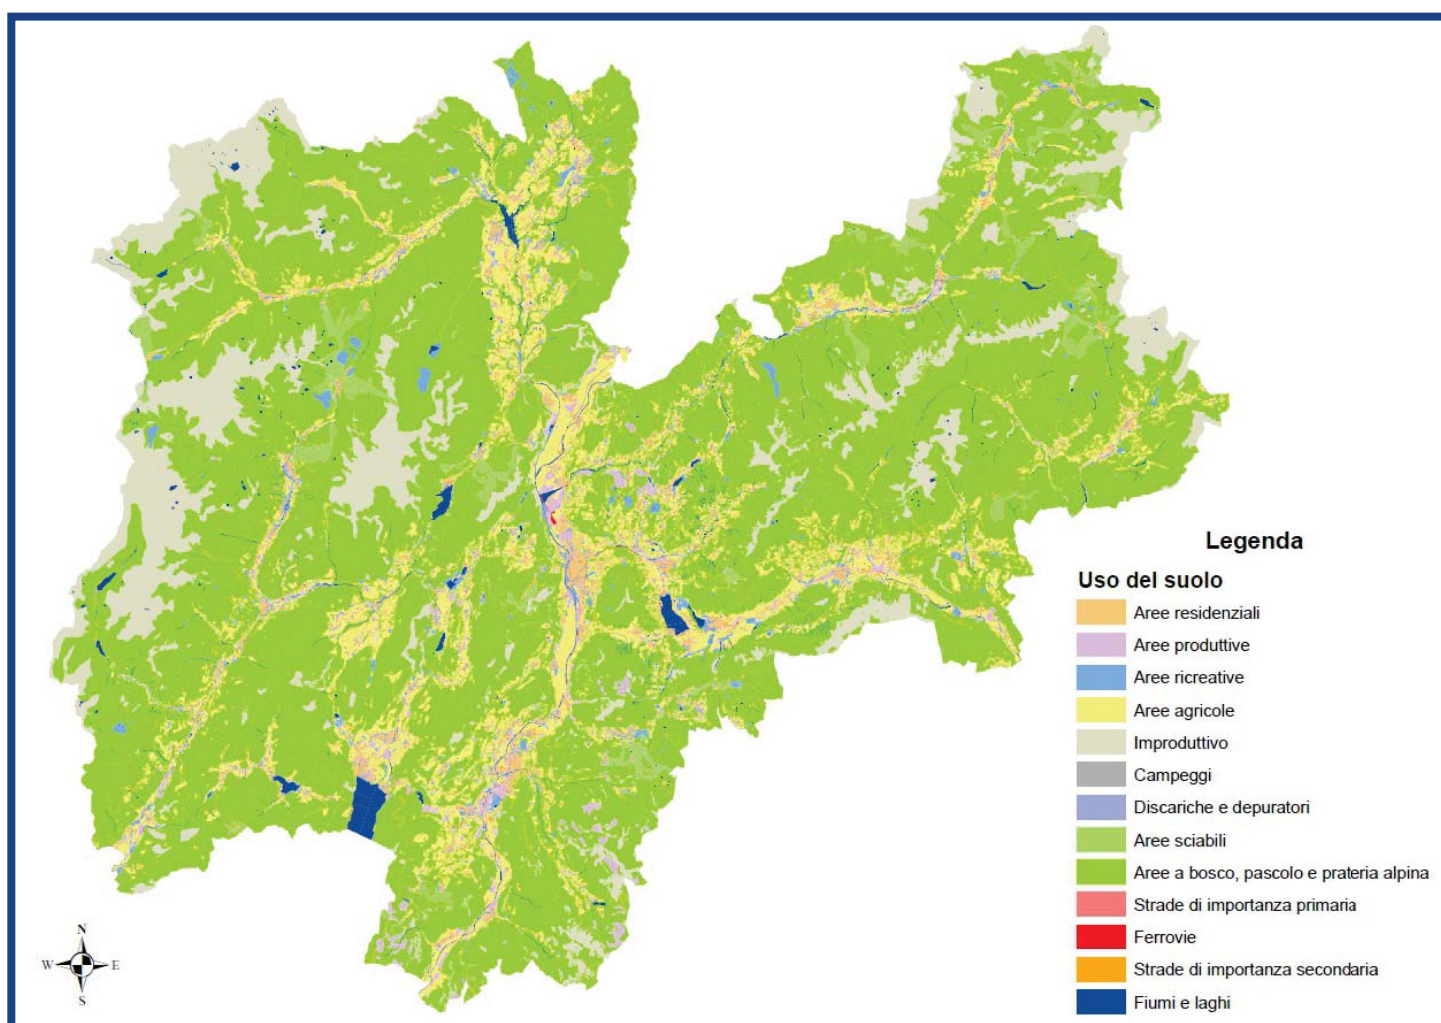 Legenda
Uso del suolo
Aree residenziali
Aree produttive
Aree ricreative
Aree agricole
Improduttivo
Campeggi
Discariche e depuratori
Aree sciabili
Aree a bosco, pascolo e prateria alpina
Strade di importanza primaria
Ferrovie
Strade di importanza secondaria
Fiumi e laghi
N
W E
S